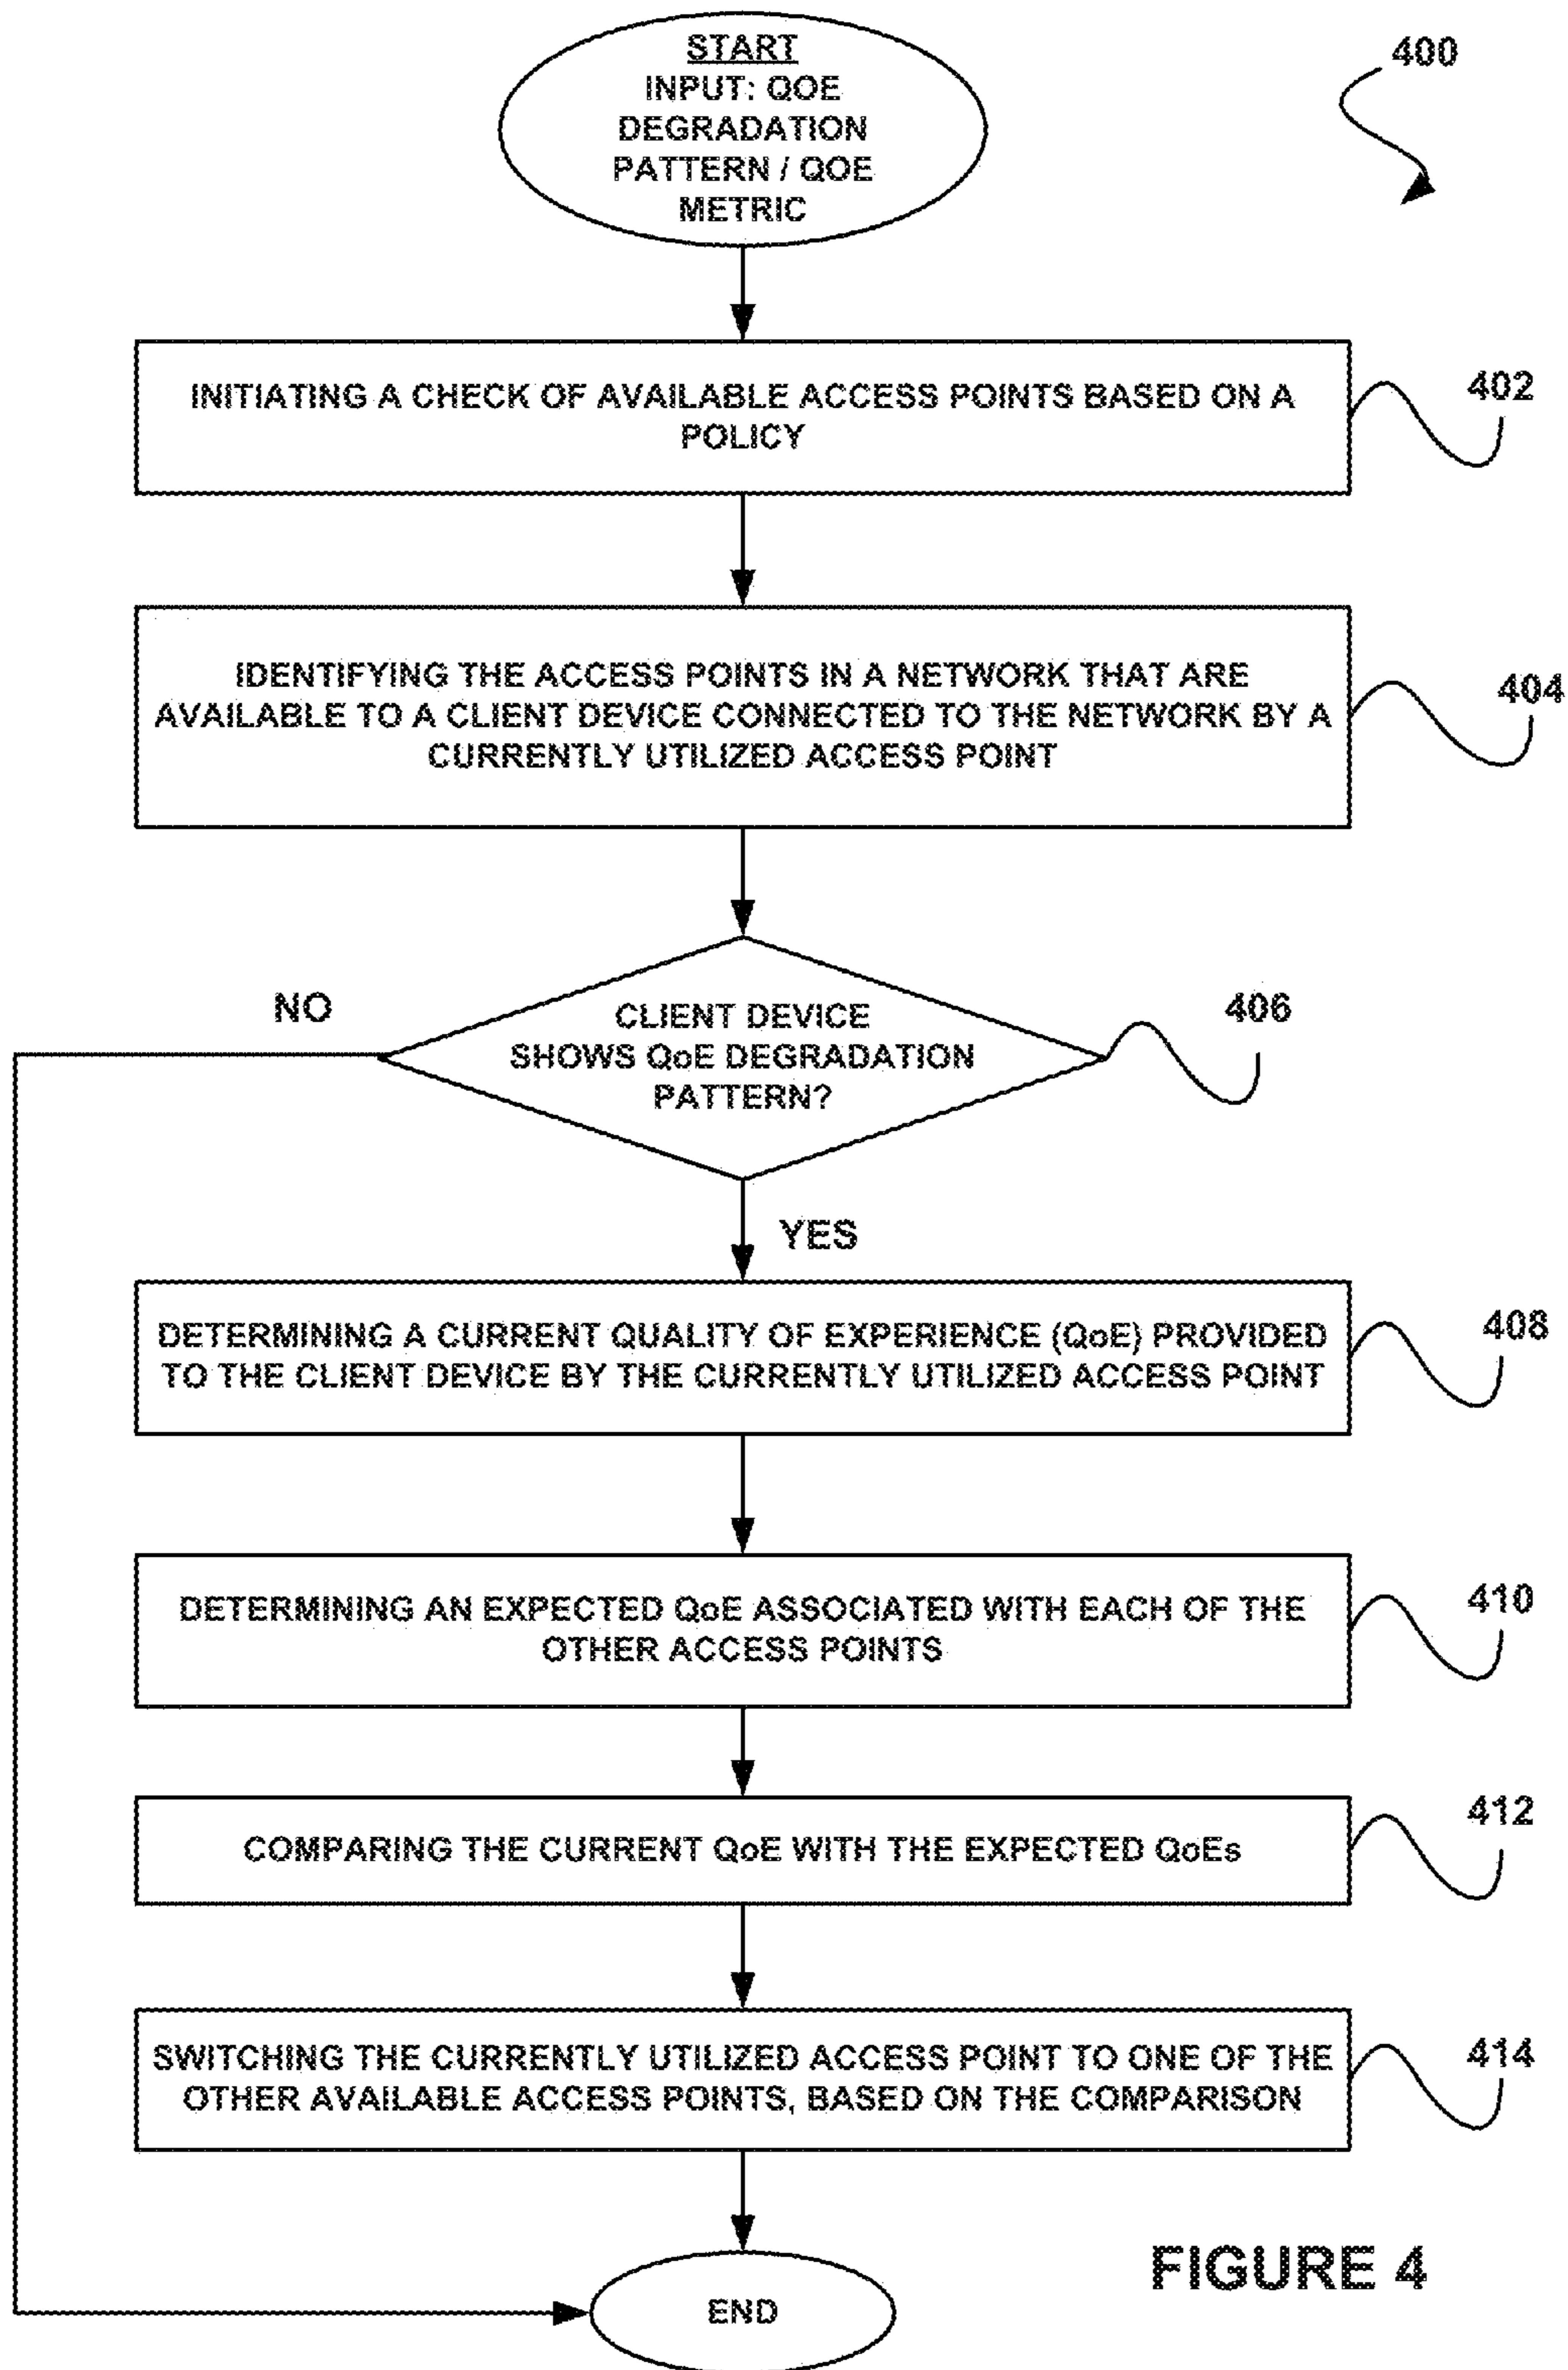 START
INPUT: QOE
DEGRADATION
PATTERN / QOE
METRIC
400
INITIATING A CHECK OF AVAILABLE ACCESS POINTS BASED ON A
POLICY
402
IDENTIFYING THE ACCESS POINTS IN A NETWORK THAT ARE
AVAILABLE TO A CLIENT DEVICE CONNECTED TO THE NETWORK BY A
CURRENTLY UTILIZED ACCESS POINT
404
NO
CLIENT DEVICE
SHOWS QoE DEGRADATION
PATTERN?
406
YES
DETERMINING A CURRENT QUALITY OF EXPERIENCE (QoE) PROVIDED
TO THE CLIENT DEVICE BY THE CURRENTLY UTILIZED ACCESS POINT
408
DETERMINING AN EXPECTED QoE ASSOCIATED WITH EACH OF THE
OTHER ACCESS POINTS
410
COMPARING THE CURRENT QoE WITH THE EXPECTED QoEs
412
SWITCHING THE CURRENTLY UTILIZED ACCESS POINT TO ONE OF THE
OTHER AVAILABLE ACCESS POINTS, BASED ON THE COMPARISON
414
END
FIGURE 4